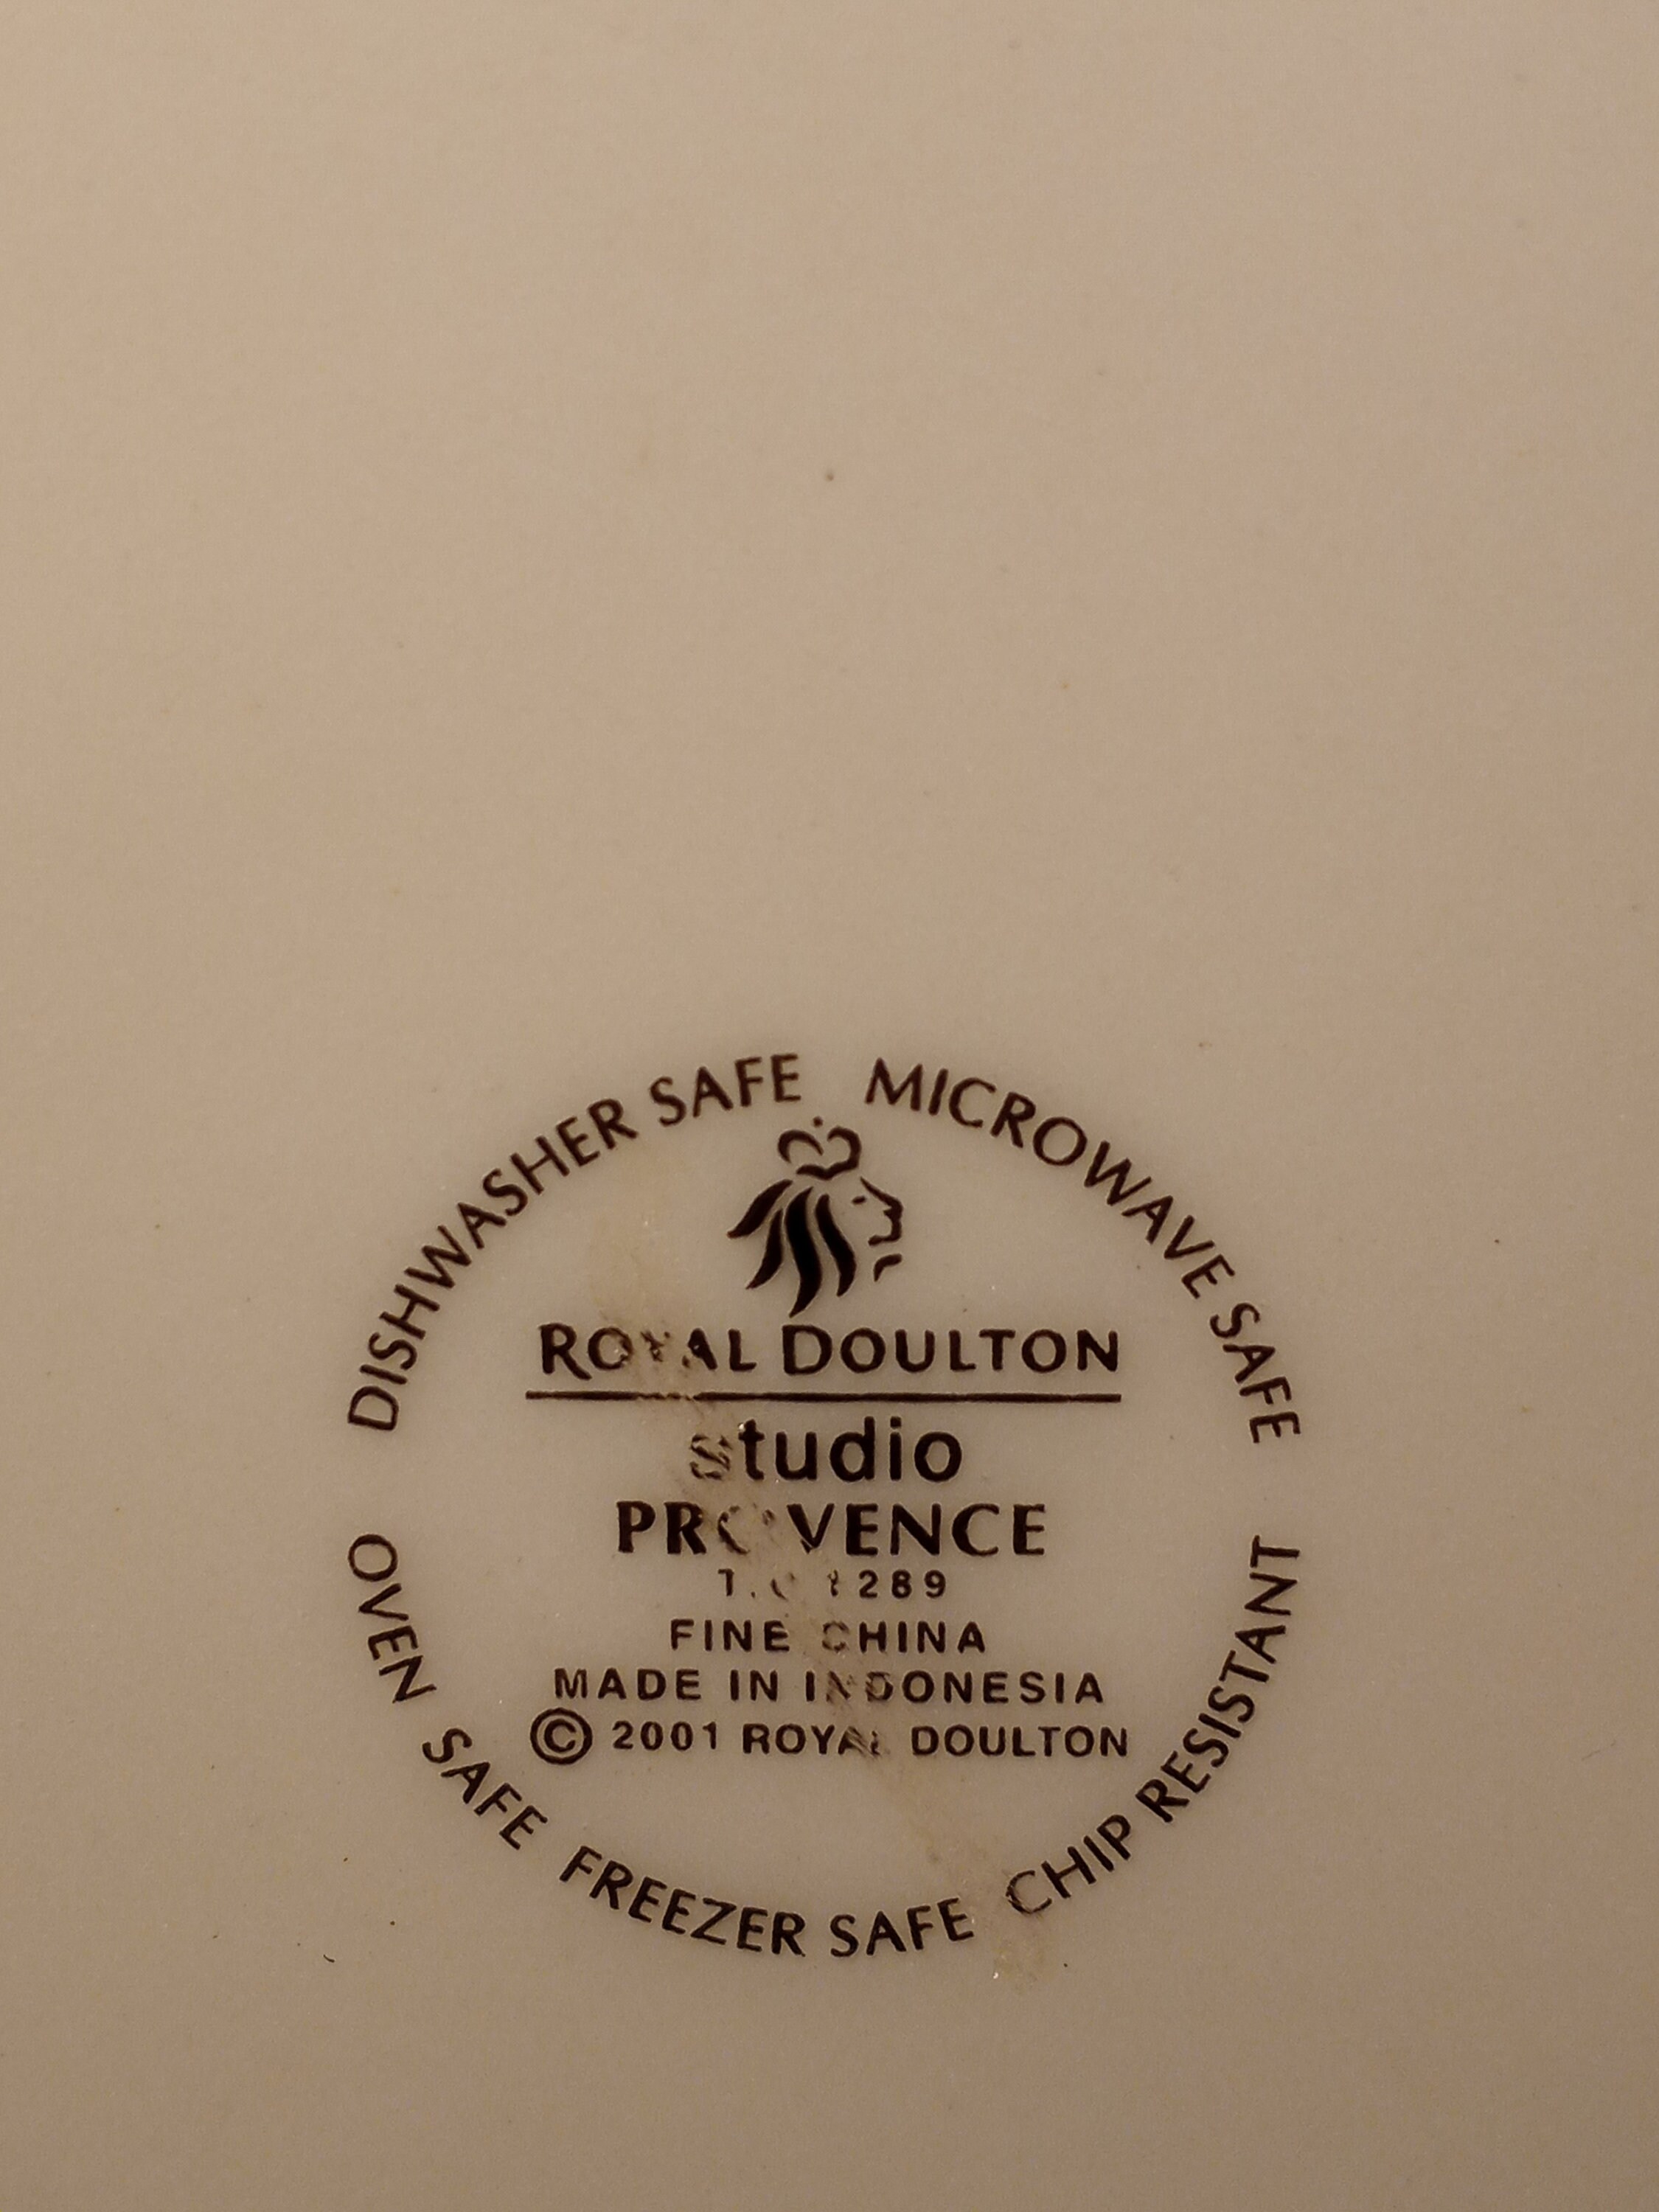 DISHWASHER SAFE MICROWAVE SAFE
ROYAL DOULTON
studio
PROVENCE
FINE CHINA
MADE IN INDONESIA
© 2001 ROYAL DOULTON
OVEN SAFE FREEZER SAFE CHIP RESISTANT